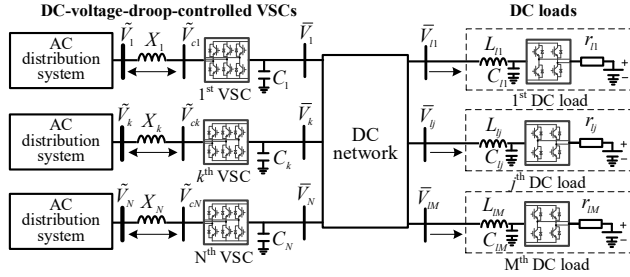 DC-voltage-droop-controlled VSCs
DC loads
AC distribution system
Ṽ₁
X₁
Ṽc1
1st VSC
C₁
V̄₁
V̄l1
Ll1
Cl1
rl1
1st DC load
AC distribution system
Ṽk
Xk
Ṽck
kth VSC
Ck
V̄k
DC network
V̄lj
Llj
Clj
rlj
jth DC load
AC distribution system
ṼN
XN
ṼcN
Nth VSC
CN
V̄N
V̄lM
LlM
ClM
rlM
Mth DC load